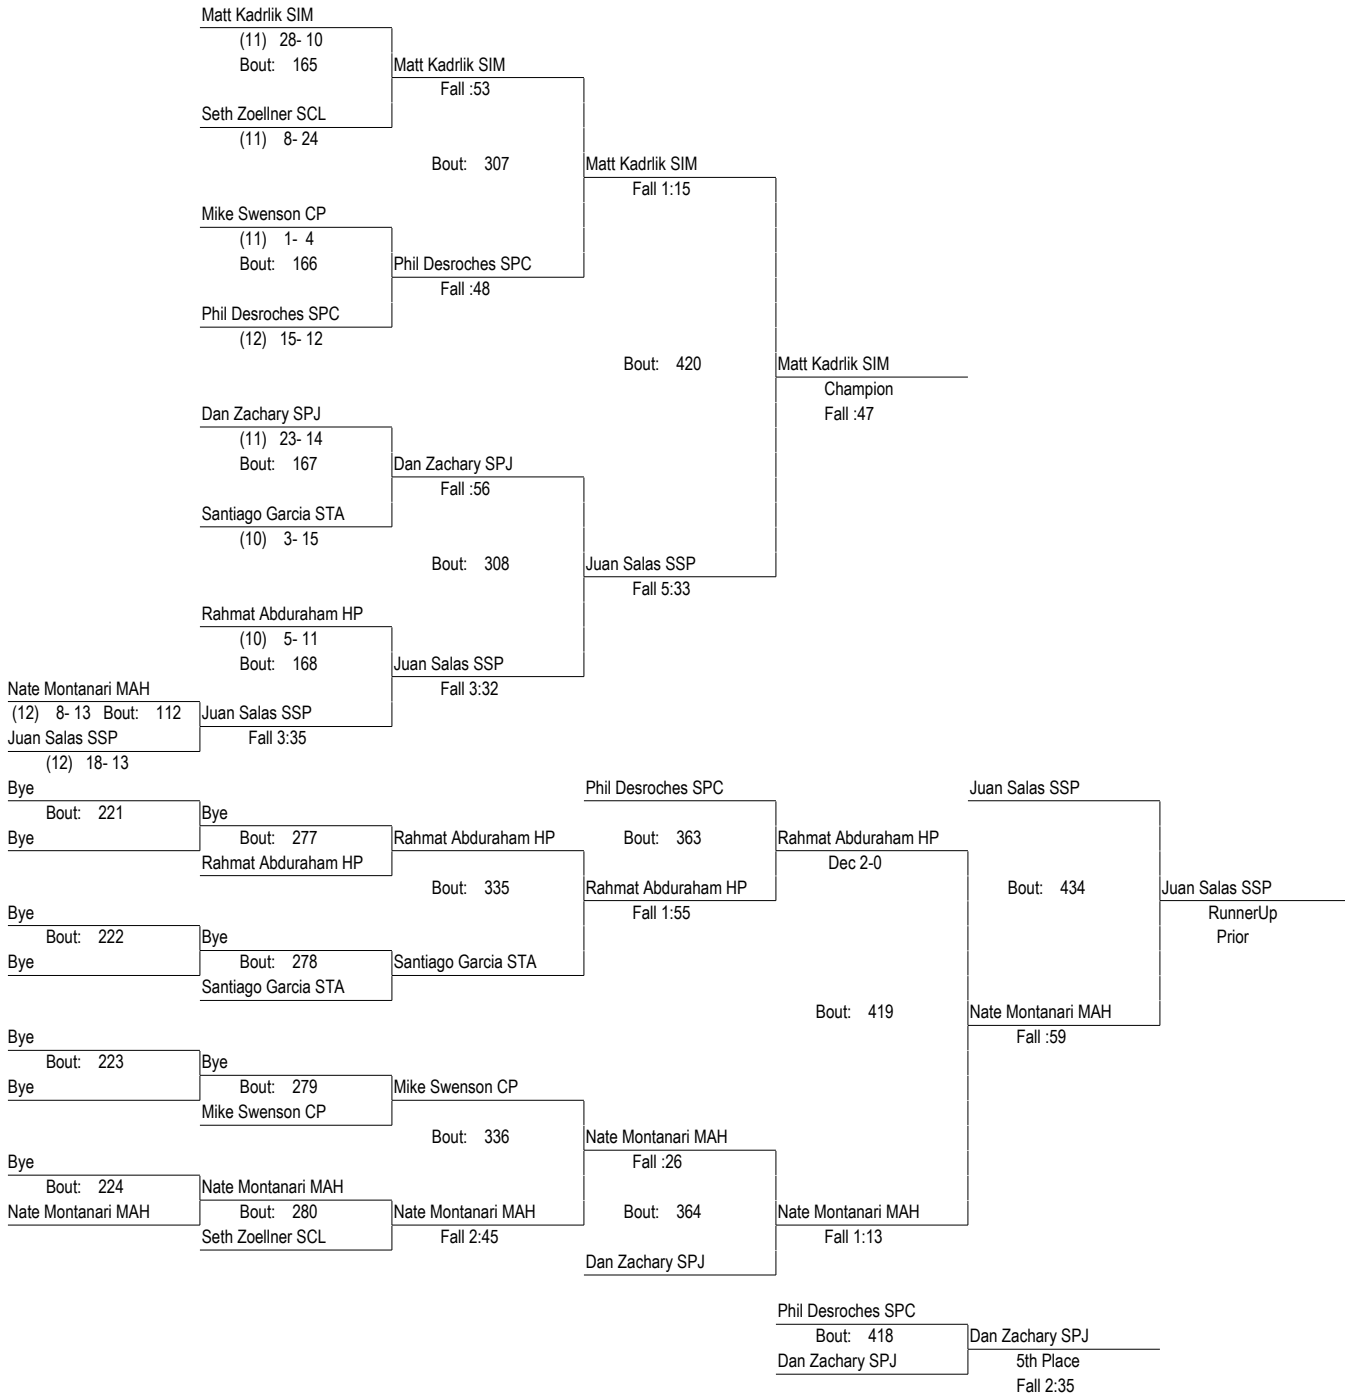 Matt Kadrlik SIM
(11) 28- 10
Bout: 165
Matt Kadrlik SIM
Fall :53
Seth Zoellner SCL
(11) 8- 24
Bout: 307
Matt Kadrlik SIM
Fall 1:15
Mike Swenson CP
(11) 1- 4
Bout: 166
Phil Desroches SPC
Fall :48
Phil Desroches SPC
(12) 15- 12
Bout: 420
Matt Kadrlik SIM
Champion
Fall :47
Dan Zachary SPJ
(11) 23- 14
Bout: 167
Dan Zachary SPJ
Fall :56
Santiago Garcia STA
(10) 3- 15
Bout: 308
Juan Salas SSP
Fall 5:33
Rahmat Abduraham HP
(10) 5- 11
Bout: 168
Juan Salas SSP
Fall 3:32
Nate Montanari MAH
(12) 8- 13 Bout: 112
Juan Salas SSP
Juan Salas SSP
Fall 3:35
(12) 18- 13
Bye
Bout: 221
Bye
Bye
Bout: 277
Rahmat Abduraham HP
Rahmat Abduraham HP
Phil Desroches SPC
Bout: 363
Rahmat Abduraham HP
Dec 2-0
Juan Salas SSP
Bout: 335
Rahmat Abduraham HP
Fall 1:55
Bout: 434
Juan Salas SSP
RunnerUp
Prior
Bye
Bout: 222
Bye
Bye
Bout: 278
Santiago Garcia STA
Santiago Garcia STA
Bout: 419
Nate Montanari MAH
Fall :59
Bye
Bout: 223
Bye
Bye
Bout: 279
Mike Swenson CP
Mike Swenson CP
Bout: 336
Nate Montanari MAH
Fall :26
Bye
Bout: 224
Nate Montanari MAH
Nate Montanari MAH
Bout: 280
Seth Zoellner SCL
Nate Montanari MAH
Fall 2:45
Bout: 364
Nate Montanari MAH
Fall 1:13
Dan Zachary SPJ
Phil Desroches SPC
Bout: 418
Dan Zachary SPJ
Dan Zachary SPJ
5th Place
Fall 2:35